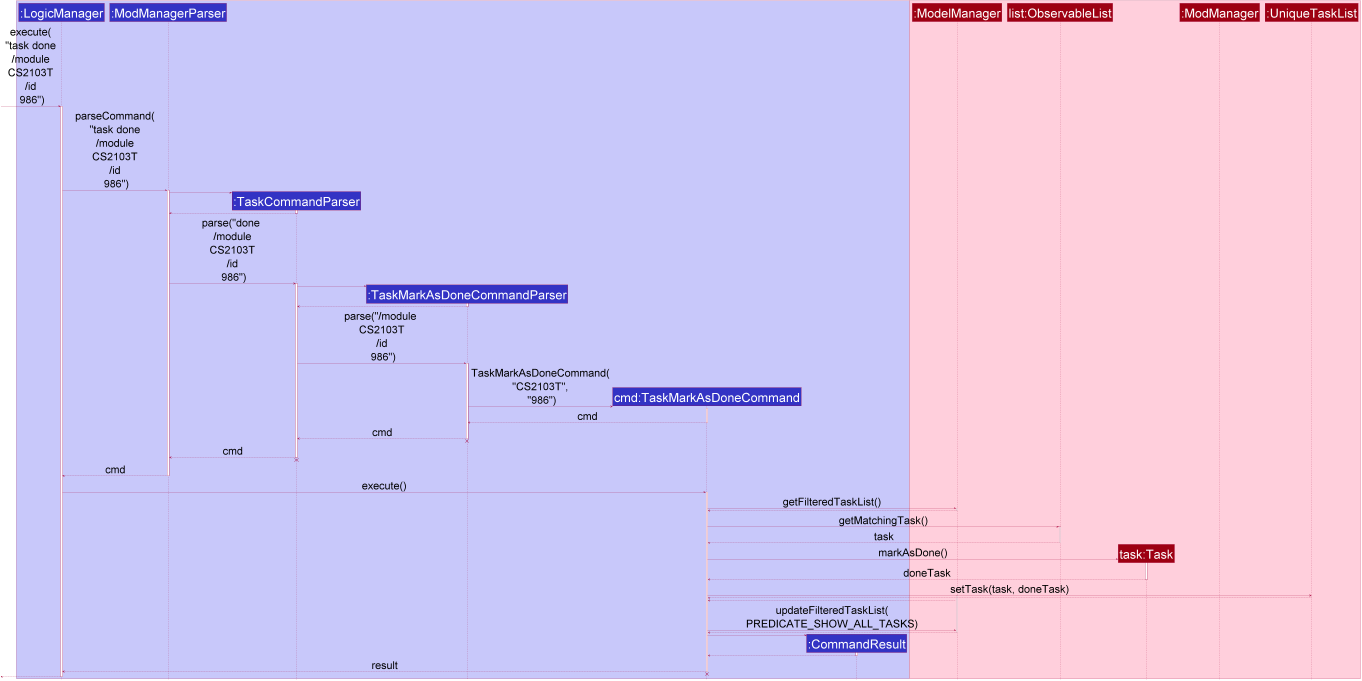 :LogicManager
:ModManagerParser
:ModelManager
list:ObservableList
:ModManager
:UniqueTaskList
execute(
"task done
/module
CS2103T
/id
986")
parseCommand(
"task done
/module
CS2103T
/id
986")
:TaskCommandParser
parse("done
/module
CS2103T
/id
986")
:TaskMarkAsDoneCommandParser
parse("/module
CS2103T
/id
986")
TaskMarkAsDoneCommand(
"CS2103T",
"986")
cmd:TaskMarkAsDoneCommand
cmd
cmd
cmd
cmd
execute()
getFilteredTaskList()
getMatchingTask()
task
markAsDone()
task:Task
doneTask
setTask(task, doneTask)
updateFilteredTaskList(
PREDICATE_SHOW_ALL_TASKS)
:CommandResult
result